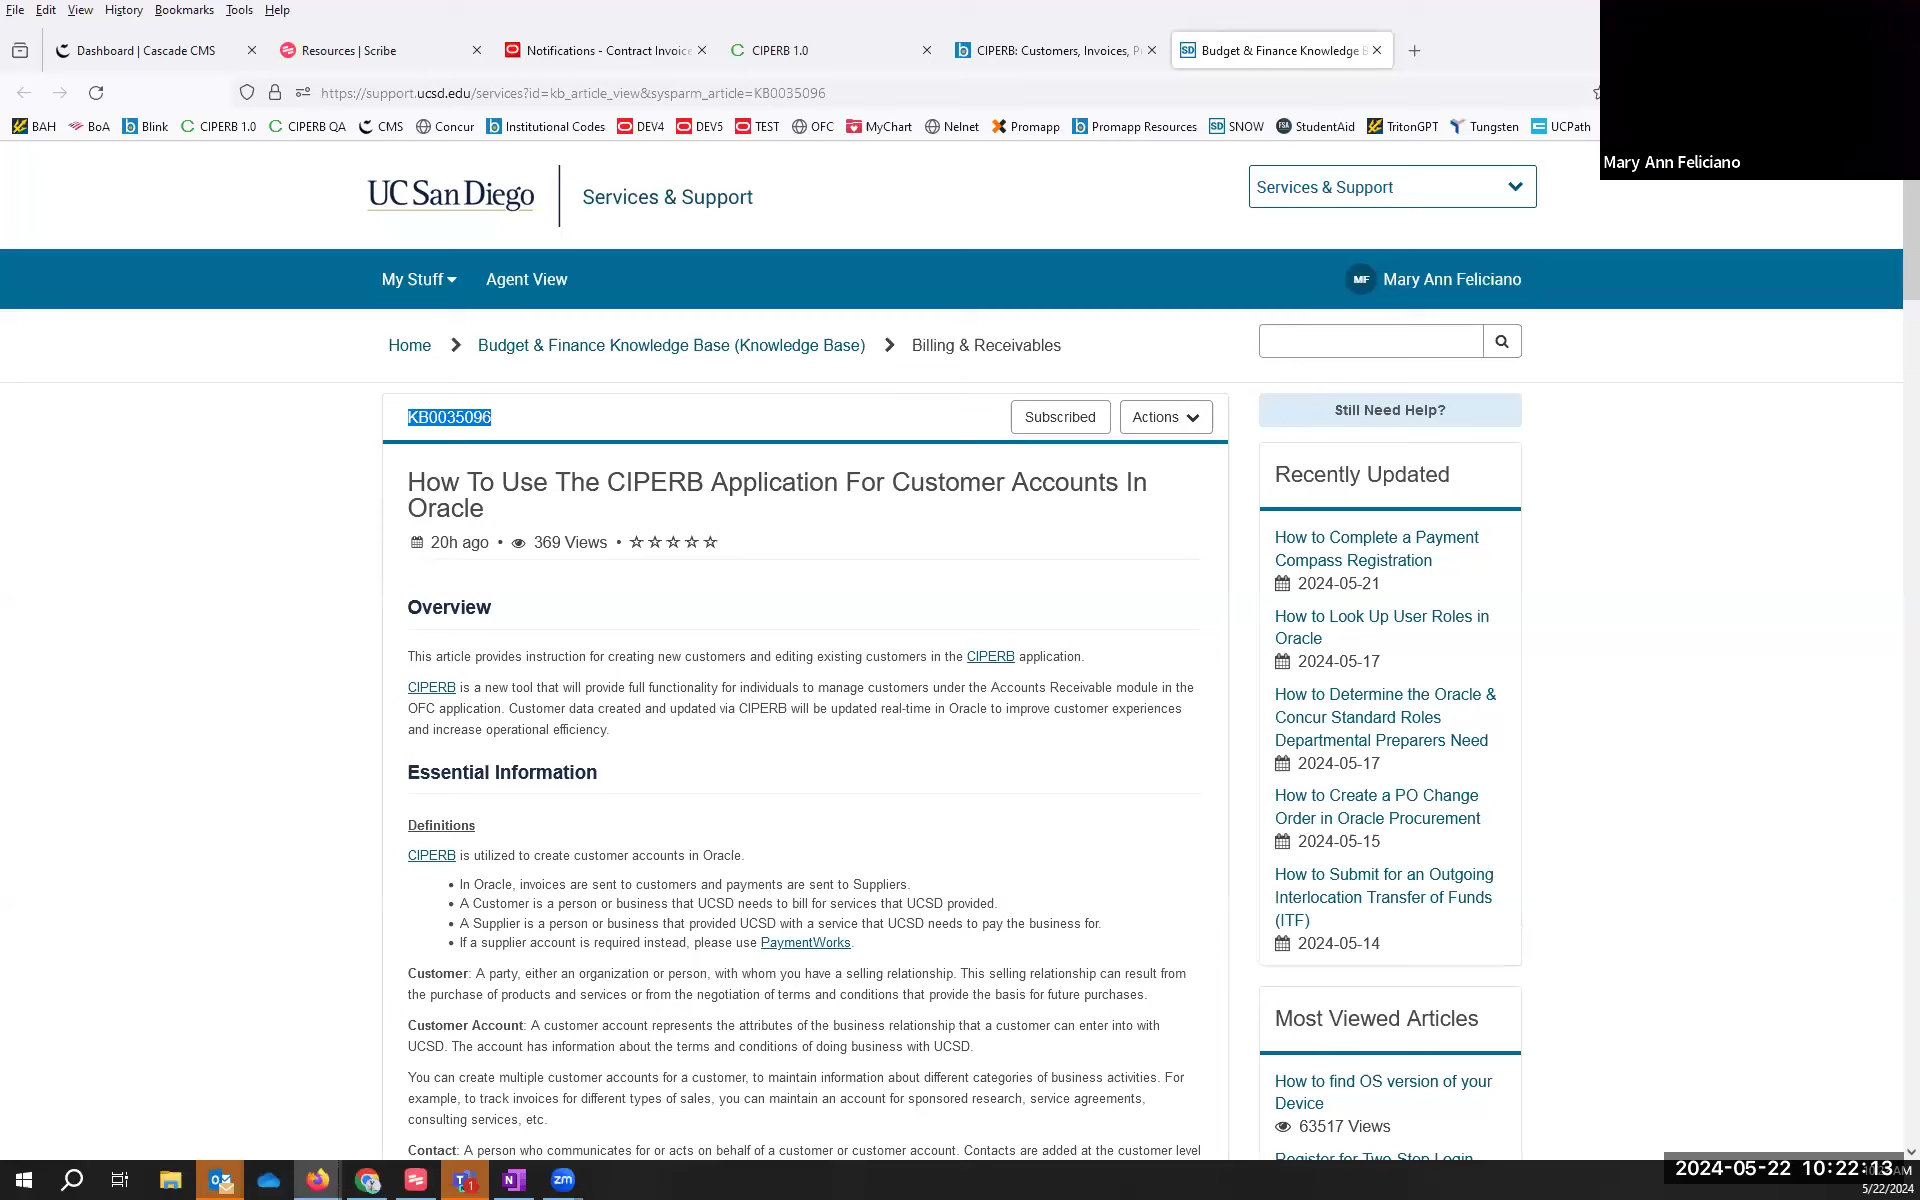 File Edit View History Bookmarks Tools Help
Dashboard | Cascade CMS
Resources | Scribe
Notifications - Contract Invoice
CIPERB 1.0
CIPERB: Customers, Invoices, P
Budget & Finance Knowledge B
https://support.ucsd.edu/services?id=kb_article_view&sysparm_article=KB0035096
BAH BoA Blink CIPERB 1.0 CIPERB QA CMS Concur Institutional Codes DEV4 DEV5 TEST OFC MyChart Nelnet Promapp Promapp Resources SNOW StudentAid TritonGPT Tungsten UCPath
Mary Ann Feliciano
UC San Diego
Services & Support
Services & Support
My Stuff Agent View
MF Mary Ann Feliciano
Home Budget & Finance Knowledge Base (Knowledge Base) Billing & Receivables
KB0035096
Subscribed
Actions
How To Use The CIPERB Application For Customer Accounts In
Oracle
20h ago • 369 Views •
Overview
This article provides instruction for creating new customers and editing existing customers in the CIPERB application.
CIPERB is a new tool that will provide full functionality for individuals to manage customers under the Accounts Receivable module in the
OFC application. Customer data created and updated via CIPERB will be updated real-time in Oracle to improve customer experiences
and increase operational efficiency.
Essential Information
Definitions
CIPERB is utilized to create customer accounts in Oracle.
• In Oracle, invoices are sent to customers and payments are sent to Suppliers.
• A Customer is a person or business that UCSD needs to bill for services that UCSD provided.
• A Supplier is a person or business that provided UCSD with a service that UCSD needs to pay the business for.
• If a supplier account is required instead, please use PaymentWorks.
Customer: A party, either an organization or person, with whom you have a selling relationship. This selling relationship can result from
the purchase of products and services or from the negotiation of terms and conditions that provide the basis for future purchases.
Customer Account: A customer account represents the attributes of the business relationship that a customer can enter into with
UCSD. The account has information about the terms and conditions of doing business with UCSD.
You can create multiple customer accounts for a customer, to maintain information about different categories of business activities. For
example, to track invoices for different types of sales, you can maintain an account for sponsored research, service agreements,
consulting services, etc.
Contact: A person who communicates for or acts on behalf of a customer or customer account. Contacts are added at the customer level
Still Need Help?
Recently Updated
How to Complete a Payment
Compass Registration
2024-05-21
How to Look Up User Roles in
Oracle
2024-05-17
How to Determine the Oracle &
Concur Standard Roles
Departmental Preparers Need
2024-05-17
How to Create a PO Change
Order in Oracle Procurement
2024-05-15
How to Submit for an Outgoing
Interlocation Transfer of Funds
(ITF)
2024-05-14
Most Viewed Articles
How to find OS version of your
Device
63517 Views
Register for Two-Step Login
2024-05-22 10:22:13
5/22/2024